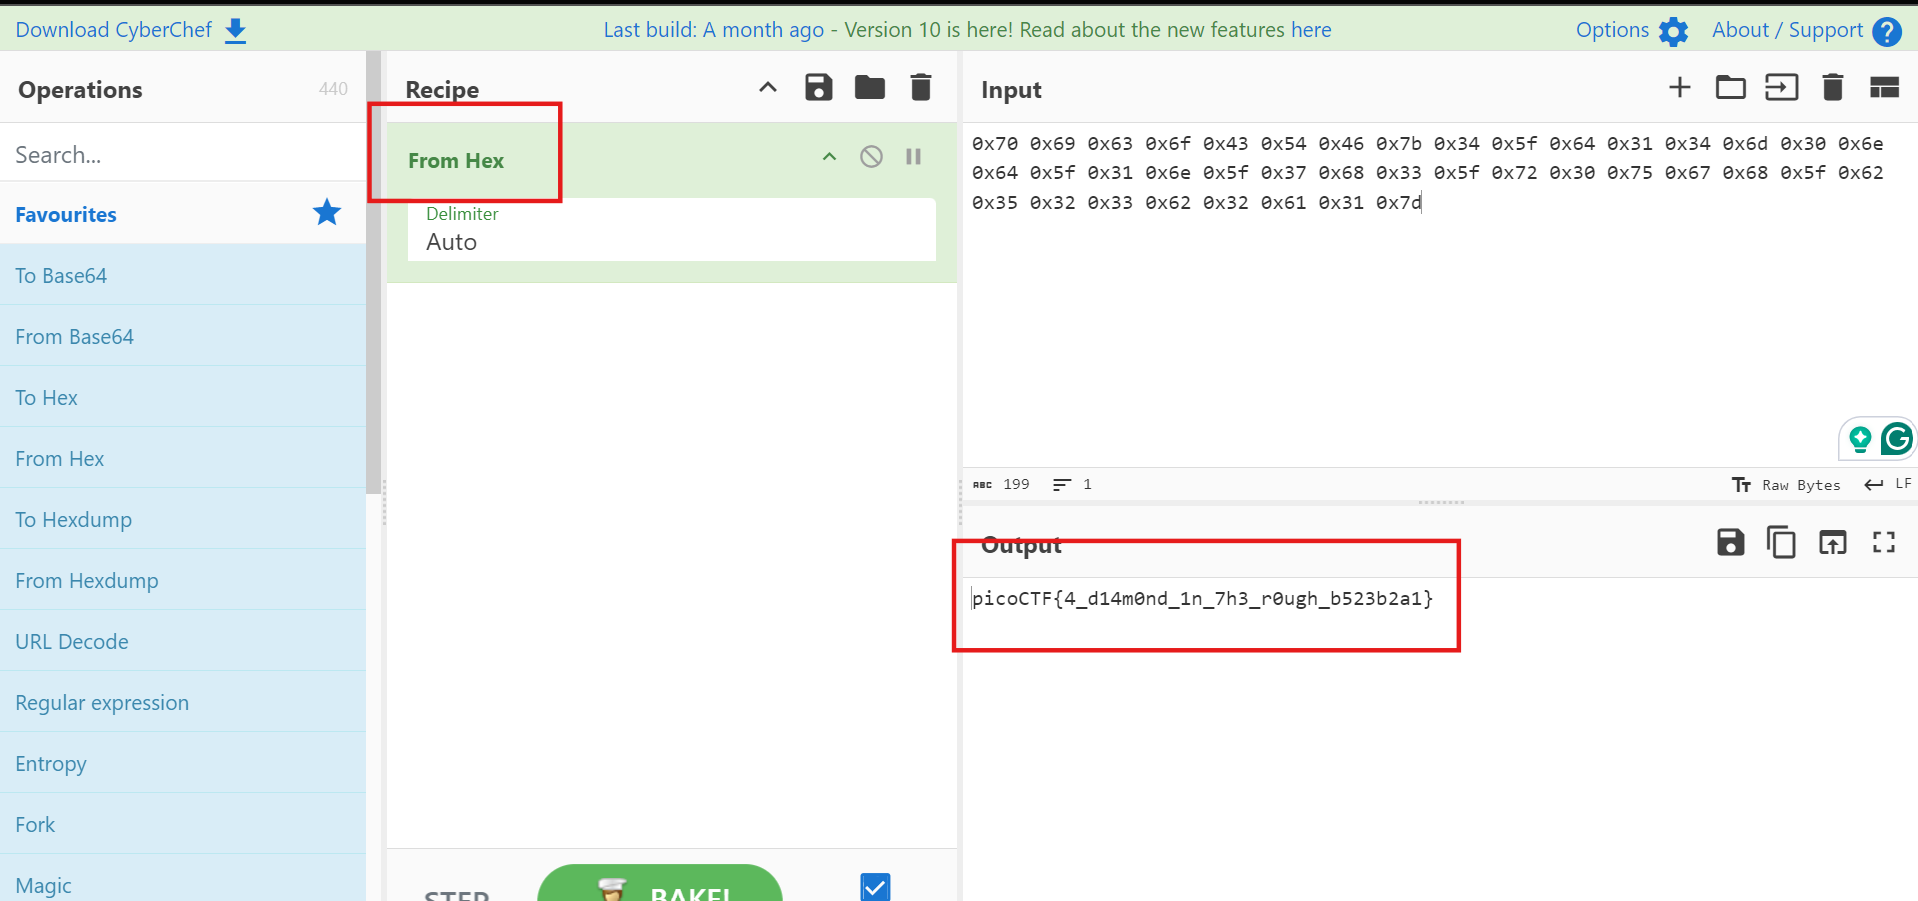 Download CyberChef
Last build: A month ago - Version 10 is here! Read about the new features here
Options
About / Support
Operations
440
Search...
Favourites
To Base64
From Base64
To Hex
From Hex
To Hexdump
From Hexdump
URL Decode
Regular expression
Entropy
Fork
Magic
Recipe
From Hex
Delimiter
Auto
STEP
BAKE!
Input
0x70 0x69 0x63 0x6f 0x43 0x54 0x46 0x7b 0x34 0x5f 0x64 0x31 0x34 0x6d 0x30 0x6e
0x64 0x5f 0x31 0x6e 0x5f 0x37 0x68 0x33 0x5f 0x72 0x30 0x75 0x67 0x68 0x5f 0x62
0x35 0x32 0x33 0x62 0x32 0x61 0x31 0x7d
ABC 199
1
Raw Bytes
LF
Output
picoCTF{4_d14m0nd_1n_7h3_r0ugh_b523b2a1}